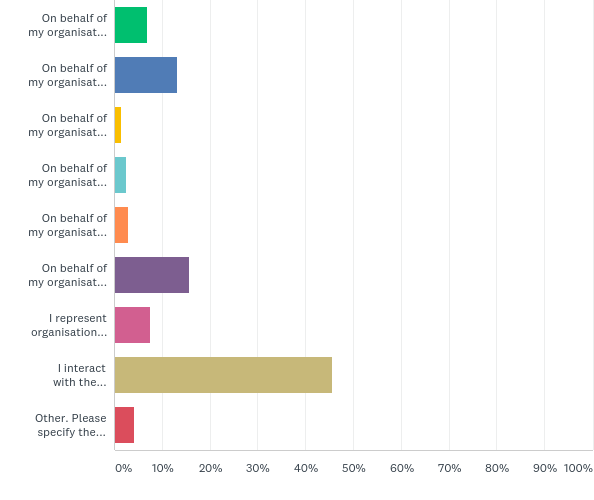 On behalf of
my organisat...
On behalf of
my organisat...
On behalf of
my organisat...
On behalf of
my organisat...
On behalf of
my organisat...
On behalf of
my organisat...
I represent
organisation...
I interact
with the...
Other. Please
specify the...
0% 10% 20% 30% 40% 50% 60% 70% 80% 90% 100%